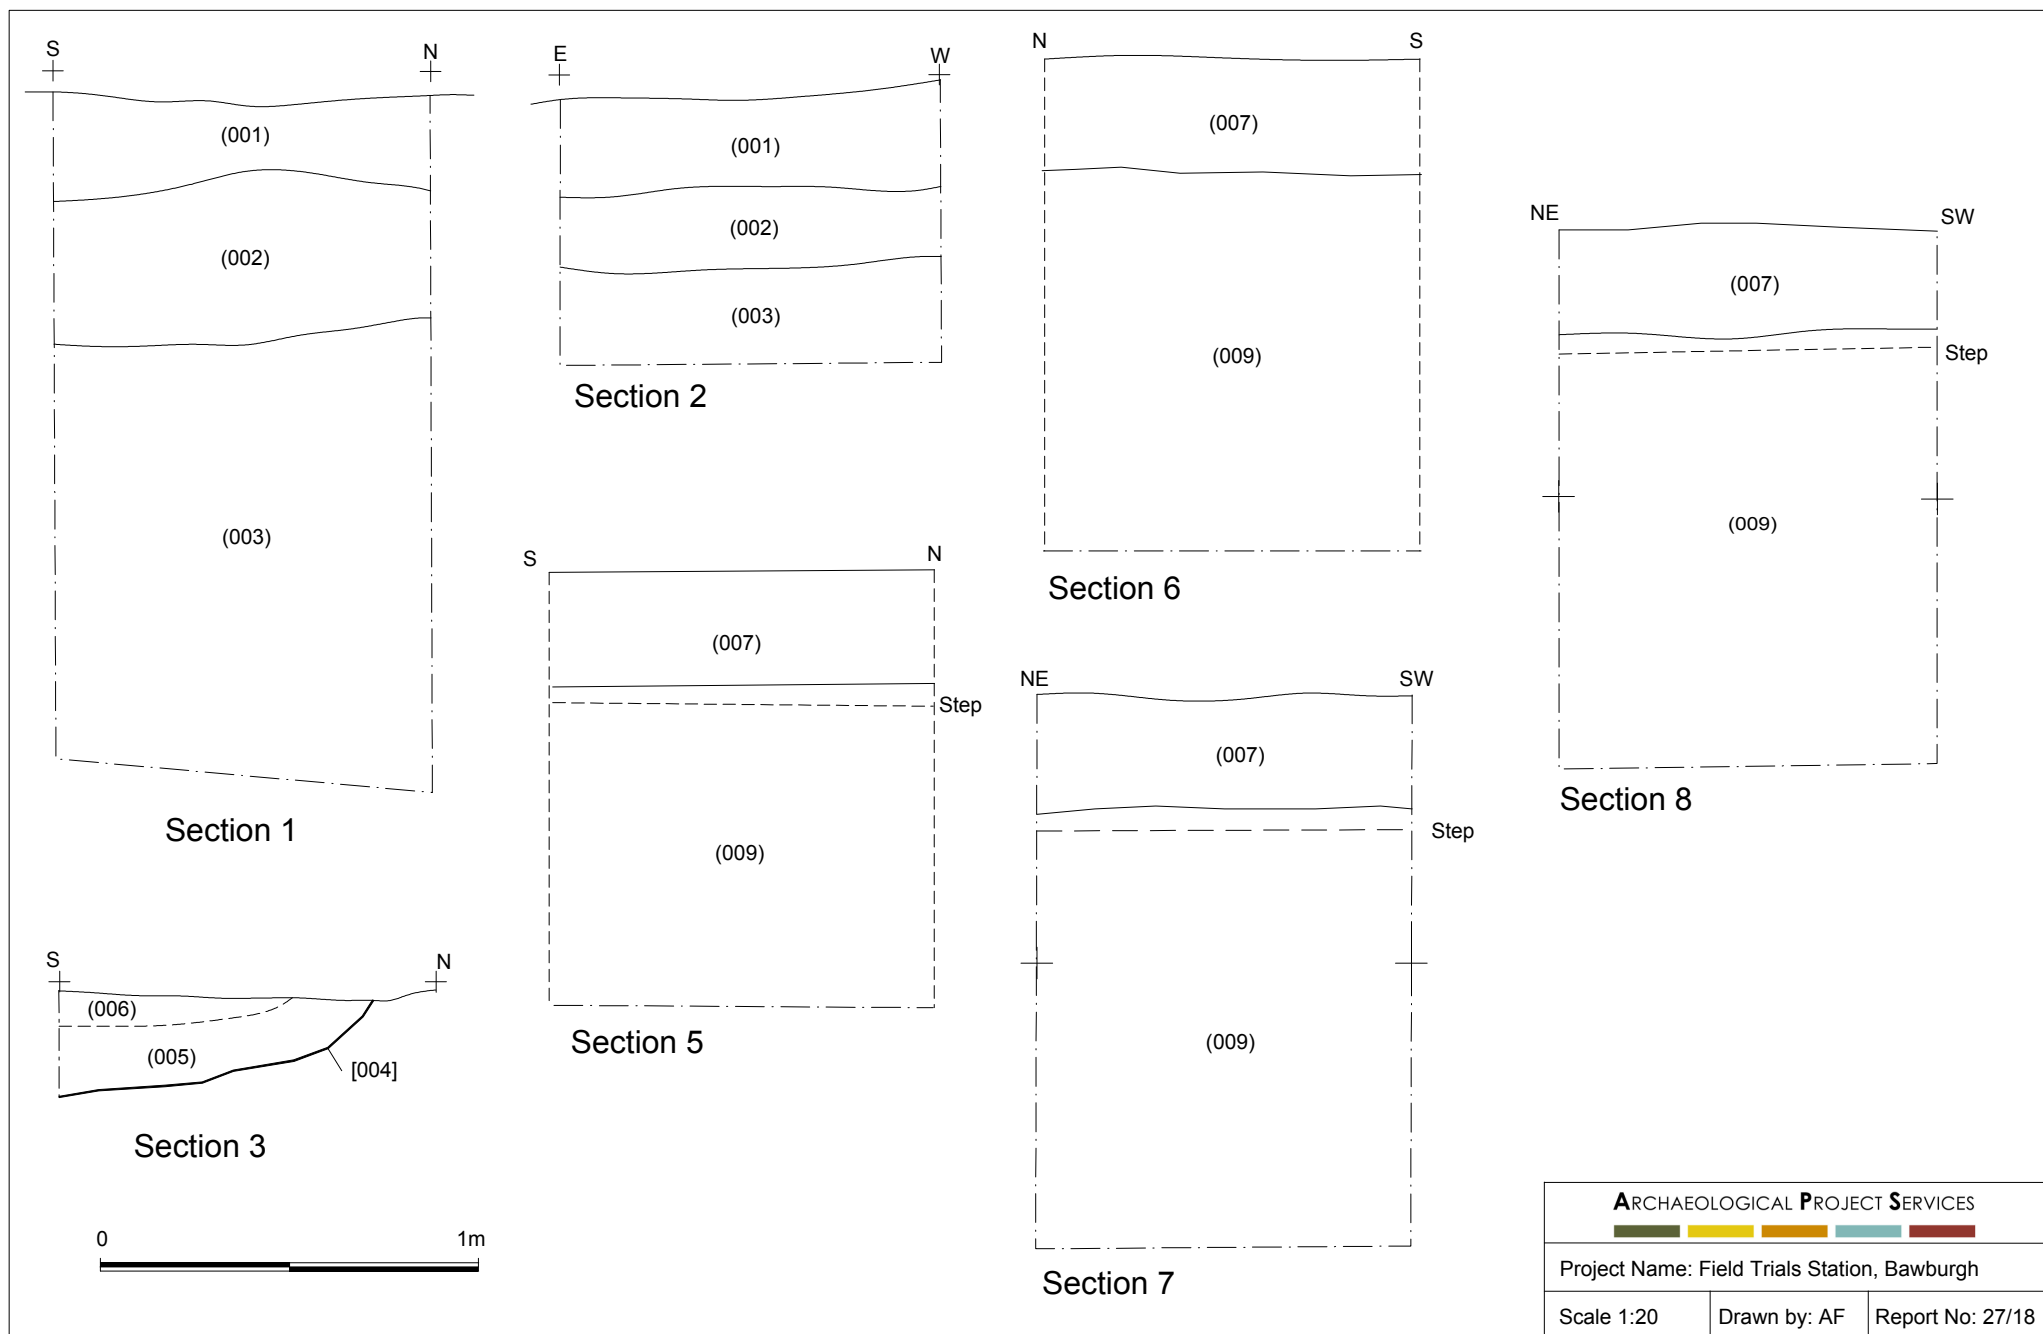 S N
(001)
(002)
(003)
Section 1
E W
(001)
(002)
(003)
Section 2
N S
(007)
(009)
Section 6
NE SW
(007)
Step
(009)
Section 8
S N
(007)
Step
(009)
Section 5
NE SW
(007)
Step
(009)
Section 7
S N
(006)
(005)
[004]
Section 3
0 1m
ARCHAEOLOGICAL PROJECT SERVICES
Project Name: Field Trials Station, Bawburgh
Scale 1:20 Drawn by: AF Report No: 27/18